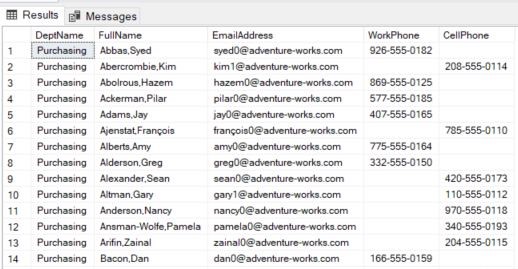 Results Messages
DeptName FullName EmailAddress WorkPhone CellPhone
1 Purchasing Abbas,Syed syed0@adventure-works.com 926-555-0182
2 Purchasing Abercrombie,Kim kim1@adventure-works.com 208-555-0114
3 Purchasing Abolrous,Hazem hazem0@adventure-works.com 869-555-0125
4 Purchasing Ackerman,Pilar pilar0@adventure-works.com 577-555-0185
5 Purchasing Adams,Jay jay0@adventure-works.com 407-555-0165
6 Purchasing Ajenstat,François françois0@adventure-works.com 785-555-0110
7 Purchasing Alberts,Amy amy0@adventure-works.com 775-555-0164
8 Purchasing Alderson,Greg greg0@adventure-works.com 332-555-0150
9 Purchasing Alexander,Sean sean0@adventure-works.com 420-555-0173
10 Purchasing Altman,Gary gary1@adventure-works.com 110-555-0112
11 Purchasing Anderson,Nancy nancy0@adventure-works.com 970-555-0118
12 Purchasing Ansman-Wolfe,Pamela pamela0@adventure-works.com 340-555-0193
13 Purchasing Arifin,Zainal zainal0@adventure-works.com 204-555-0115
14 Purchasing Bacon,Dan dan0@adventure-works.com 166-555-0159